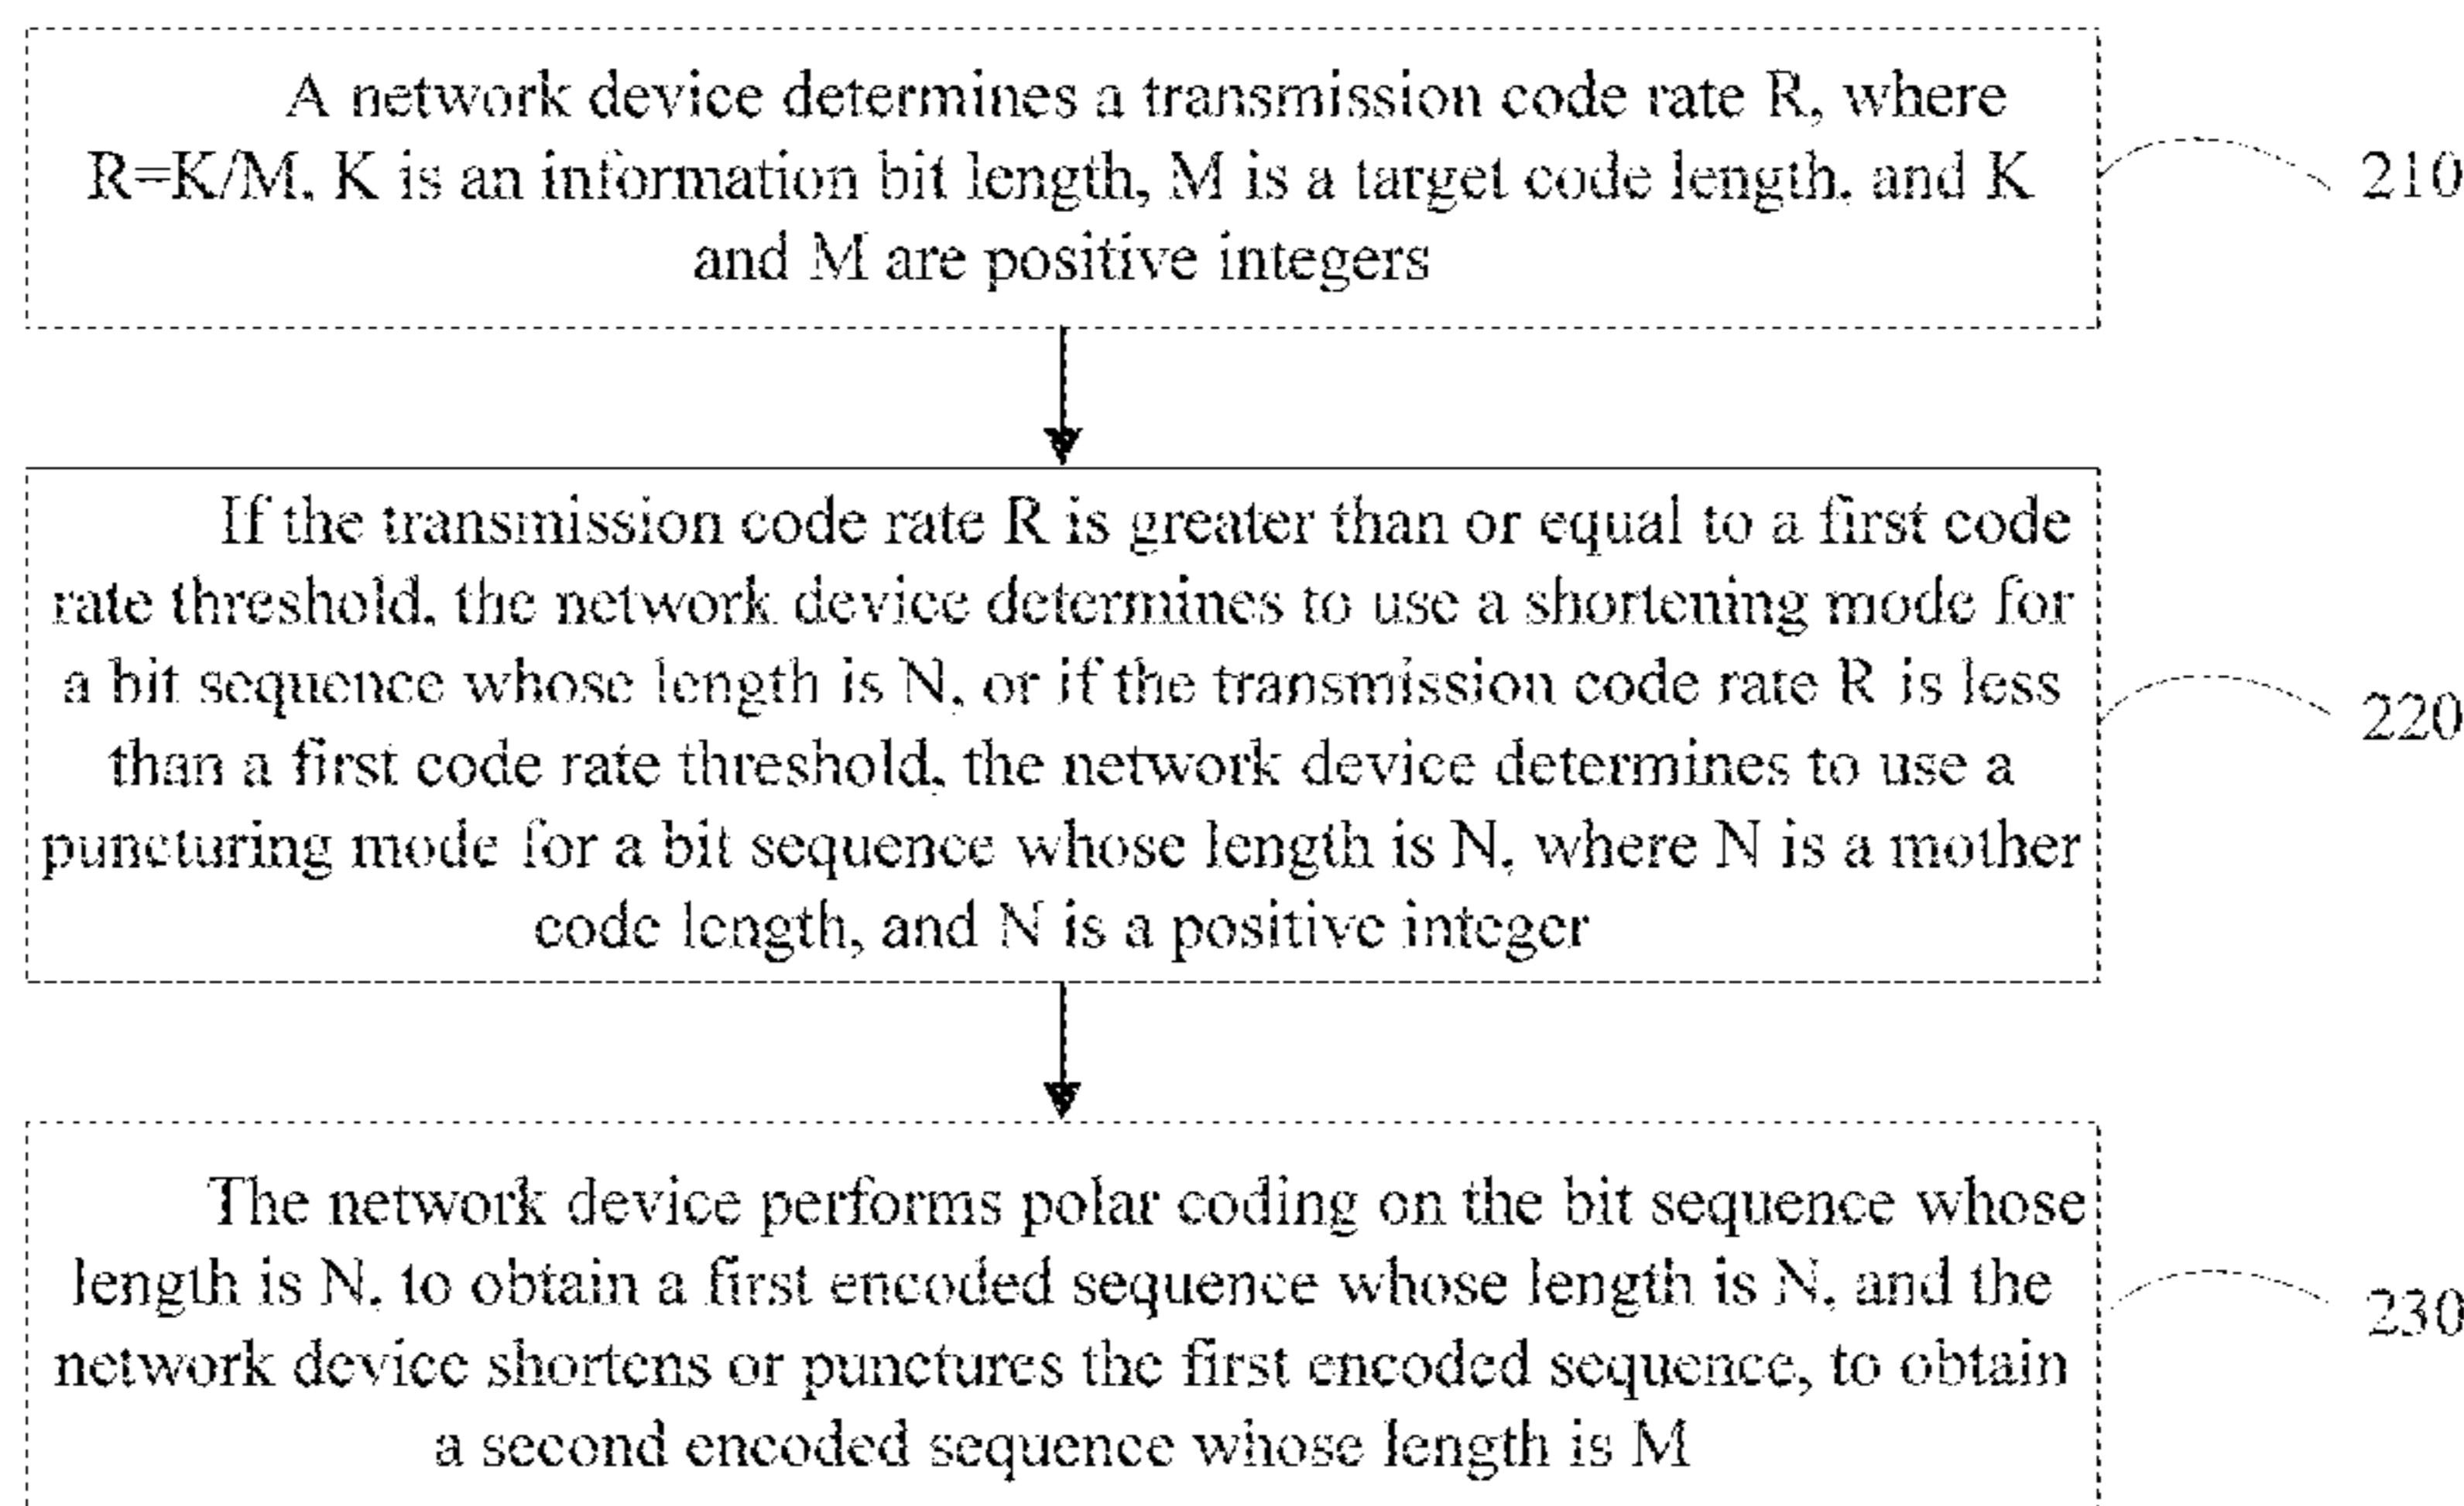 A network device determines a transmission code rate R, where
R=K/M, K is an information bit length, M is a target code length, and K
and M are positive integers
210
If the transmission code rate R is greater than or equal to a first code
rate threshold, the network device determines to use a shortening mode for
a bit sequence whose length is N, or if the transmission code rate R is less
than a first code rate threshold, the network device determines to use a
puncturing mode for a bit sequence whose length is N, where N is a mother
code length, and N is a positive integer
220
The network device performs polar coding on the bit sequence whose
length is N, to obtain a first encoded sequence whose length is N, and the
network device shortens or punctures the first encoded sequence, to obtain
a second encoded sequence whose length is M
230